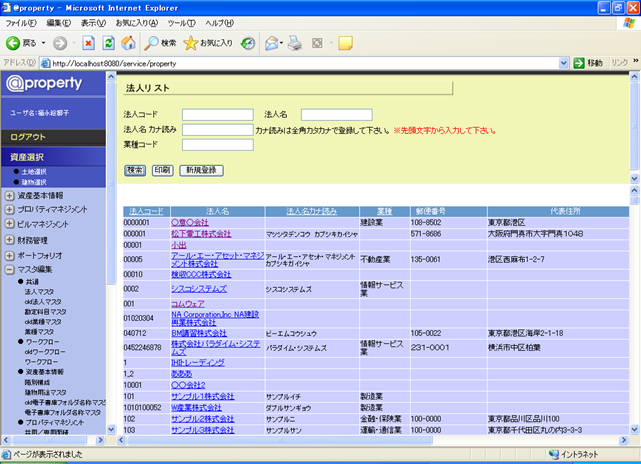 @property - Microsoft Internet Explorer
ファイル(F) 編集(E) 表示(V) お気に入り(A) ツール(T) ヘルプ(H)
戻る 検索 お気に入り
アドレス(D) http://localhost:8080/service/property 移動 リンク »
@property
ユーザ名:福永総都子
ログアウト
資産選択
土地選択
建物選択
資産基本情報
プロパティマネジメント
ビルマネジメント
財務管理
ポートフォリオ
マスタ編集
共通
法人マスタ
old法人マスタ
勘定科目マスタ
old業種マスタ
業種マスタ
ワークフロー
oldワークフロー
ワークフロー
資産基本情報
階別構成
建物用途マスタ
old電子書庫フォルダ名称マスタ
電子書庫フォルダ名称マスタ
プロパティマネジメント
共用/専用面積
法人リスト
法人コード 法人名
法人名 カナ読み カナ読みは全角カタカナで登録して下さい。 ※先頭文字から入力して下さい。
業種コード
検索 印刷 新規登録
法人コード 法人名 法人名カナ読み 業種 郵便番号 代表住所
0000001 〇意〇会社 建設業 108-8502 東京都港区
000001 松下電工株式会社 マツシタデンコウ カブシキカイシャ 571-8686 大阪府門真市大字門真1048
00001 小出
00005 アール・エー・アセット・マネジメント株式会社 アール・エー・アセット・マネジメント カブシキガイシャ 不動産業 135-0061 港区西麻布1-2-7
00010 検収CCC株式会社
0002 シスコシステムズ シスコシステムズ 情報サービス業
001 コムウェア
01020304 NA Corporation.Inc NA建設興業株式会社
040712 BM講習株式会社 ビーエムコウシュウ 105-0022 東京都港区海岸2-1-18
0452246878 株式会社パラダイム・システムズ パラダイム・システムズ 情報サービス業 231-0001 横浜市中区柏葉
1 IHIトレーディング
1_2 あああ
10001 〇〇会社2
101 サンプル1株式会社 サンプルイチ 製造業
1010100052 W産業株式会社 ダブルサンギョウ 製造業
102 サンプル2株式会社 サンプルニ 金融・保険業 100-0000 東京都品川区品川100
103 サンプル3株式会社 サンプルサン 運輸・通信業 100-0000 東京都千代田区丸の内3-3-3
ページが表示されました イントラネット